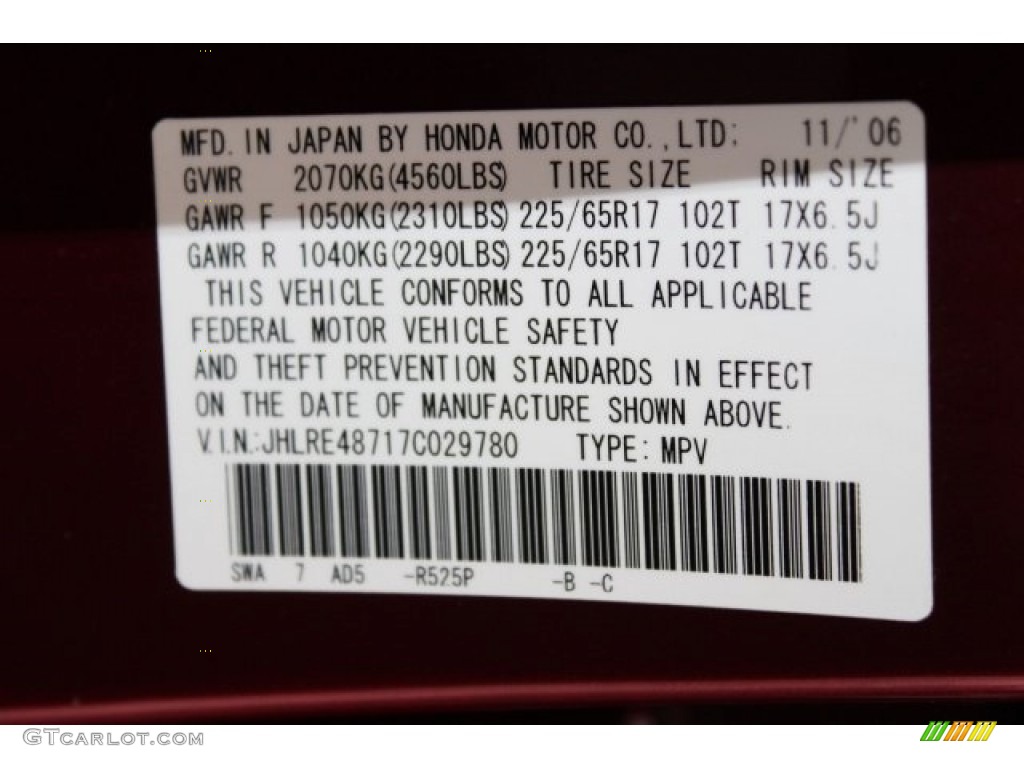 MFD. IN JAPAN BY HONDA MOTOR CO.,LTD: 11/'06
GVWR 2070KG(4560LBS) TIRE SIZE RIM SIZE
GAWR F 1050KG(2310LBS) 225/65R17 102T 17X6.5J
GAWR R 1040KG(2290LBS) 225/65R17 102T 17X6.5J
THIS VEHICLE CONFORMS TO ALL APPLICABLE
FEDERAL MOTOR VEHICLE SAFETY
AND THEFT PREVENTION STANDARDS IN EFFECT
ON THE DATE OF MANUFACTURE SHOWN ABOVE.
V.I.N.:JHLRE48717C029780 TYPE: MPV
SWA 7 AD5 -R525P -B -C
GTCARLOT.COM